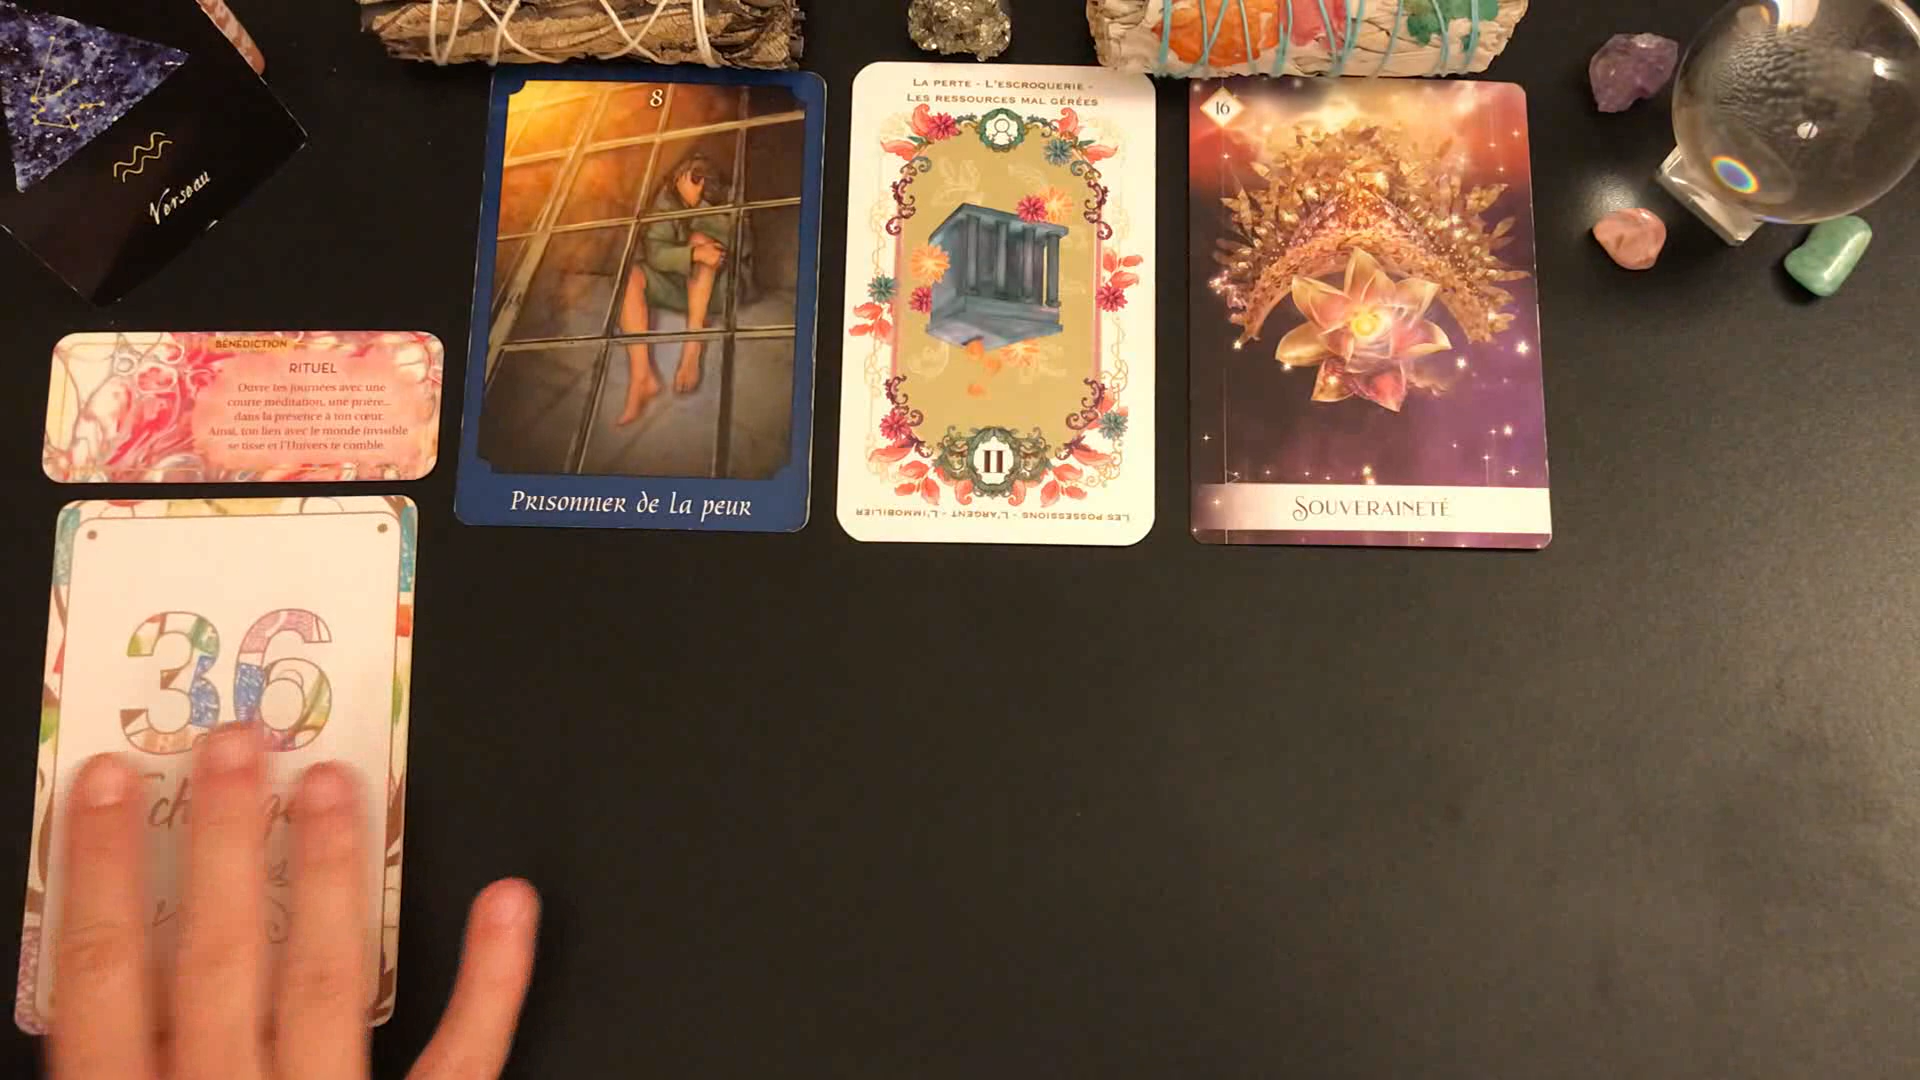 Verseau
BÉNÉDICTION
RITUEL
Ouvre tes journées avec une
courte méditation, une prière...
dans la présence à ton cœur.
Ainsi, ton lien avec le monde invisible
se tisse et l'Univers te comble.
36
8
Prisonnier de la peur
La perte - L'escroquerie -
Les ressources mal gérées
II
Les possessions - L'argent - L'immobilier
16
Souveraineté